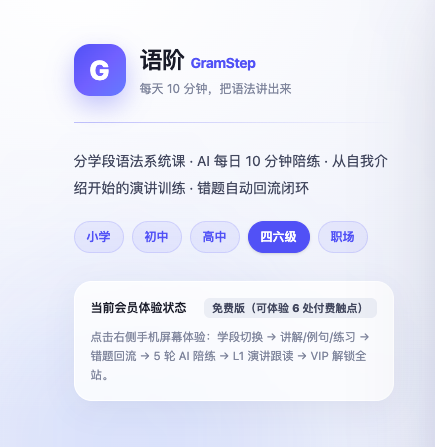 G
语阶 GramStep
每天 10 分钟，把语法讲出来
分学段语法系统课 · AI 每日 10 分钟陪练 · 从自我介
绍开始的演讲训练 · 错题自动回流闭环
小学 初中 高中 四六级 职场
当前会员体验状态 免费版（可体验 6 处付费触点）
点击右侧手机屏幕体验：学段切换 → 讲解/例句/练习 →
错题回流 → 5 轮 AI 陪练 → L1 演讲跟读 → VIP 解锁全
站。